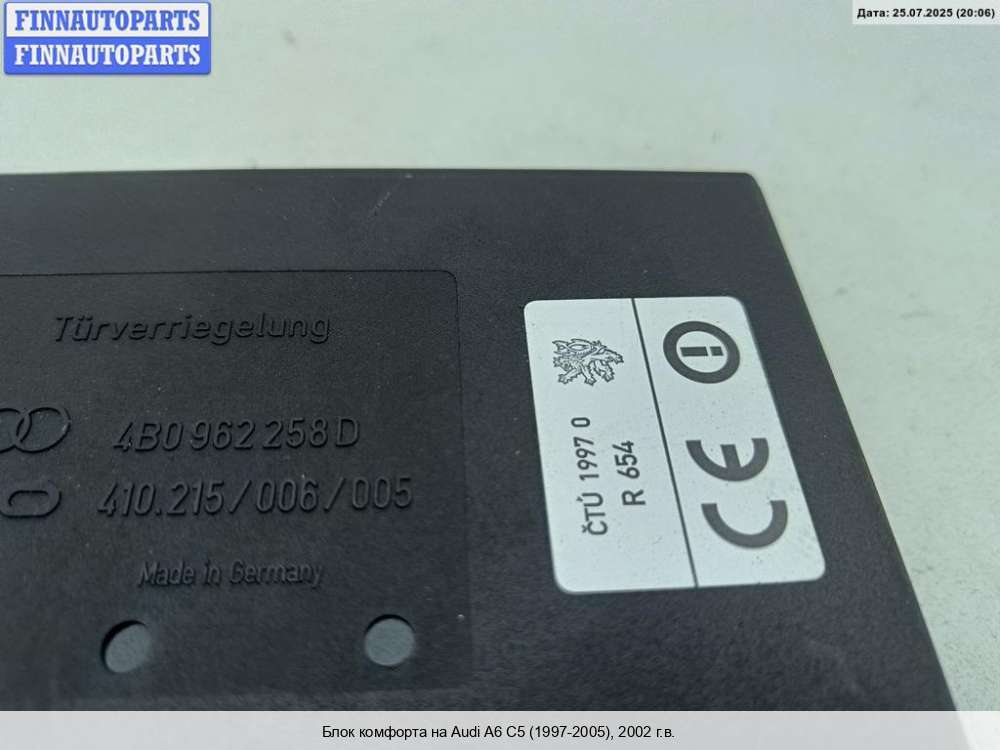 FINNAUTOPARTS
FINNAUTOPARTS
Дата: 25.07.2025 (20:06)
Türverriegelung
4B0 962 258 D
410.215/006/005
Made in Germany
ČTÚ 1997 0
R 654
CE
Блок комфорта на Audi A6 C5 (1997-2005), 2002 г.в.